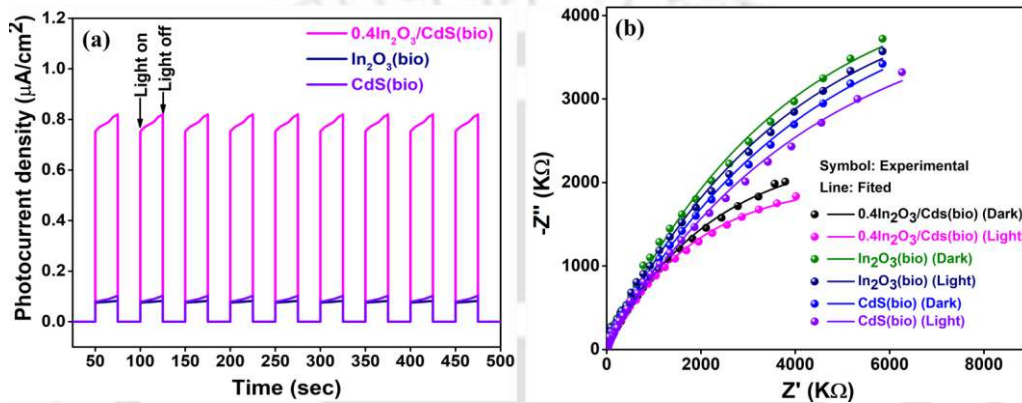 (a)
0.4In₂O₃/CdS(bio)
In₂O₃(bio)
CdS(bio)
Light on
Light off
Photocurrent density (µA/cm²)
1.2
1.0
0.8
0.6
0.4
0.2
0.0
50 100 150 200 250 300 350 400 450 500
Time (sec)
(b)
-Z'' (KΩ)
4000
3000
2000
1000
0
Symbol: Experimental
Line: Fited
0.4In₂O₃/Cds(bio) (Dark)
0.4In₂O₃/Cds(bio) (Light)
In₂O₃(bio) (Dark)
In₂O₃(bio) (Light)
CdS(bio) (Dark)
CdS(bio) (Light)
0 2000 4000 6000 8000
Z' (KΩ)